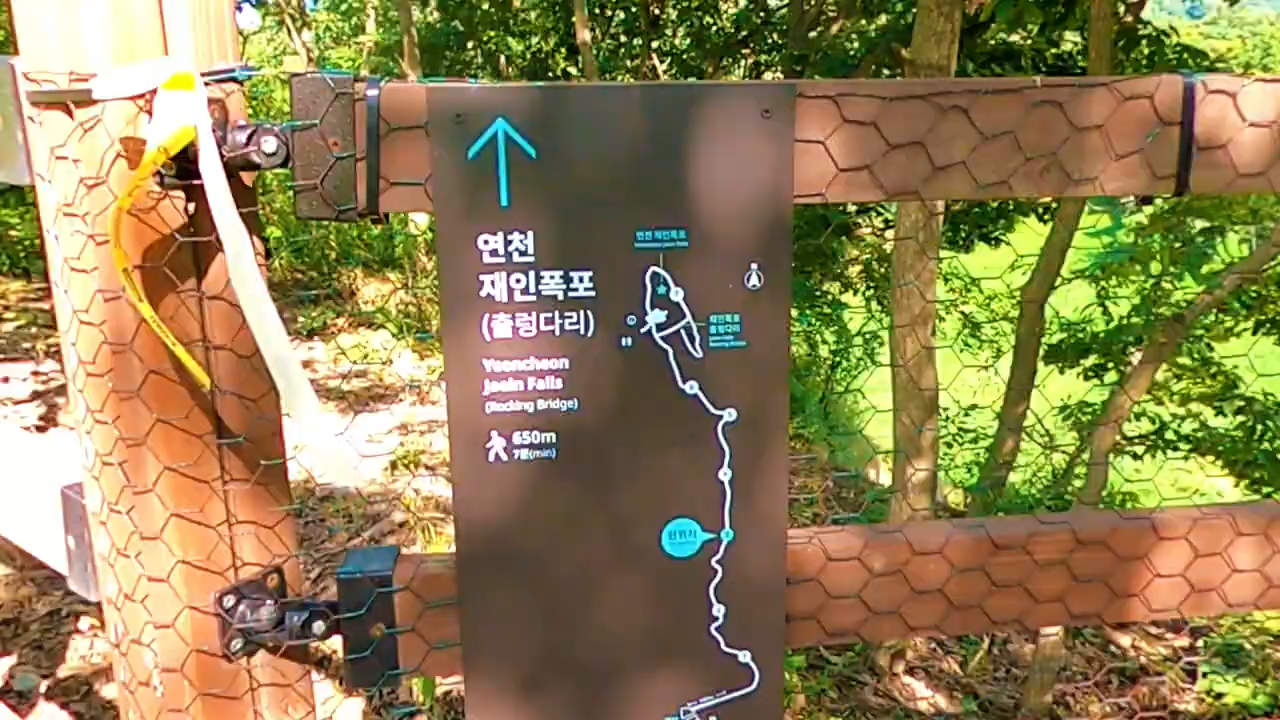 연천
재인폭포
(출렁다리)
Yeoncheon
Jaein Falls
(Rocking Bridge)
650m
7분(min)
연천 재인폭포
N
재인폭포
출렁다리
현위치